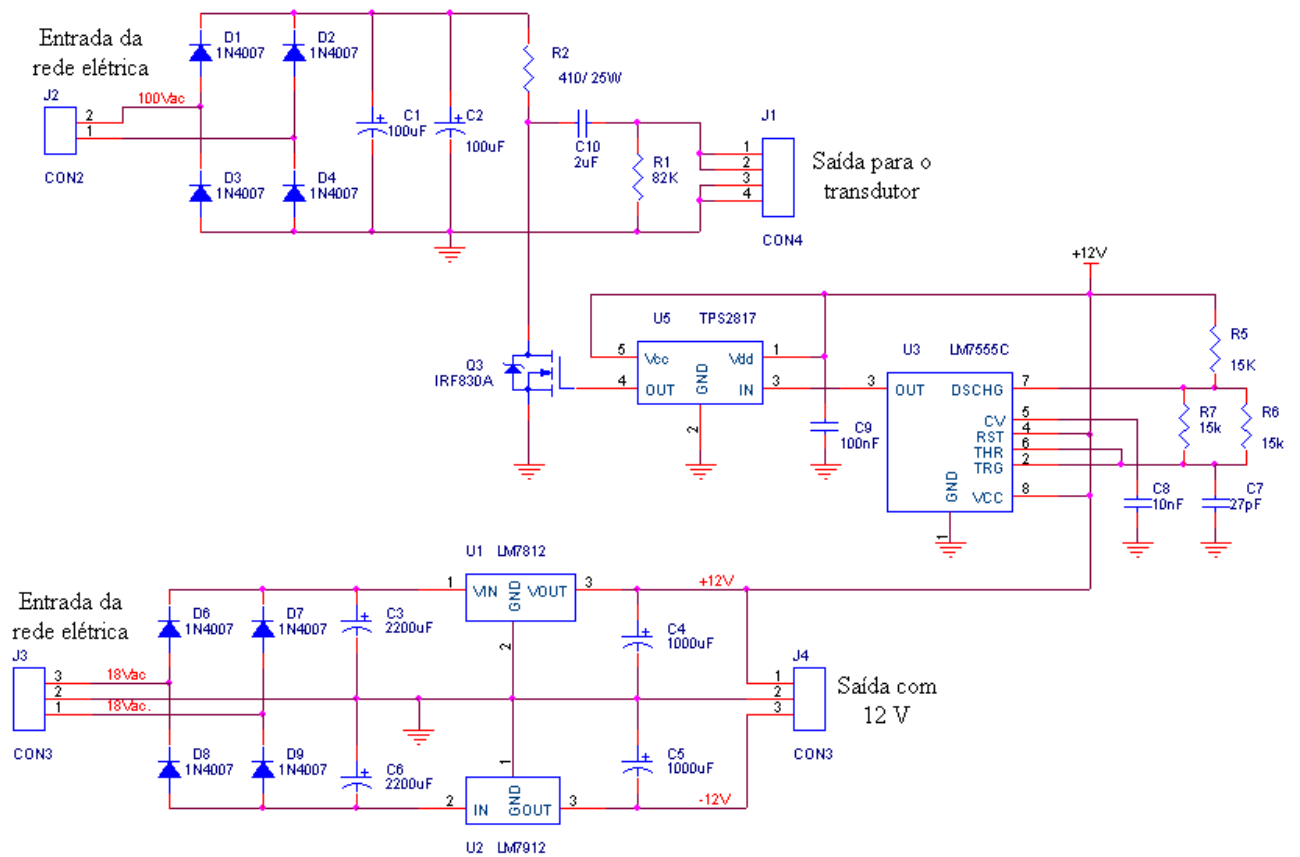 Entrada da
rede elétrica
J2
2
1
CON2
100Vac
D1
1N4007
D2
1N4007
D3
1N4007
D4
1N4007
C1
100uF
C2
100uF
R2
410/ 25W
C10
2uF
R1
82K
J1
1
2
3
4
CON4
Saída para o
transdutor
+12V
Q3
IRF830A
U5 TPS2817
5 Vcc
Vdd 1
4 OUT
GND
IN 3
2
C9
100nF
U3 LM7555C
3 OUT
DSCHG 7
CV 5
RST 4
THR 6
TRG 2
GND
VCC 8
1
R5
15K
R7
15k
R6
15k
C8
10nF
C7
27pF
Entrada da
rede elétrica
J3
3
2
1
CON3
18Vac
18Vac.
D6
1N4007
D7
1N4007
D8
1N4007
D9
1N4007
C3
2200uF
C6
2200uF
U1 LM7812
1 VIN
GND
VOUT 3
2
+12V
C4
1000uF
C5
1000uF
1
2 IN
GND
OUT 3
U2 LM7912
-12V
J4
1
2
3
CON3
Saída com
12 V